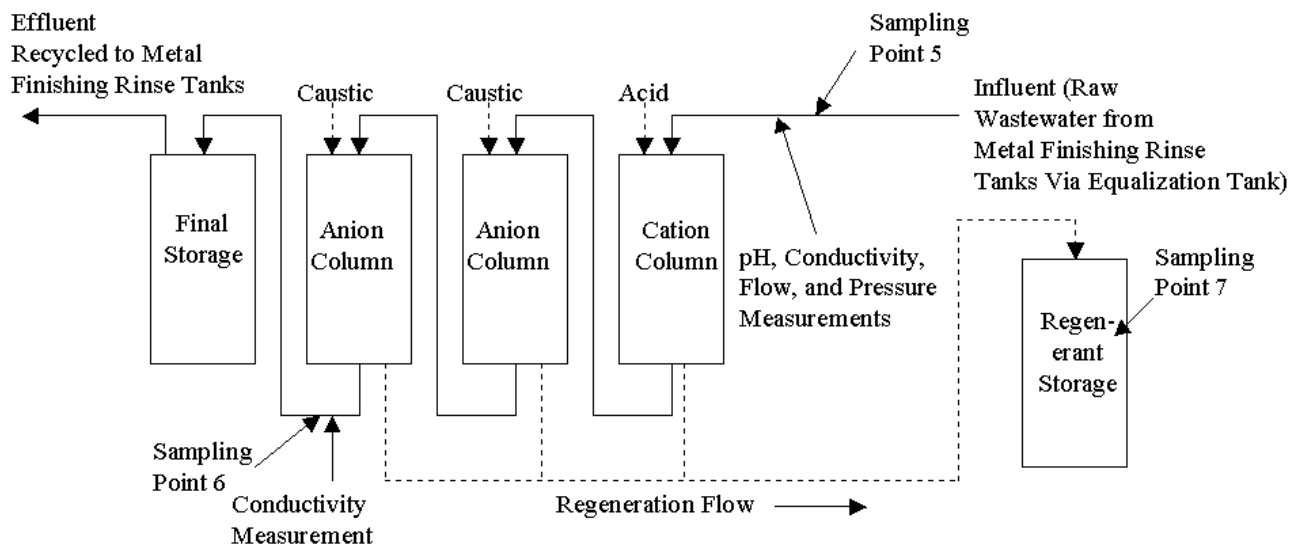 Effluent
Recycled to Metal
Finishing Rinse Tanks
Caustic
Caustic
Acid
Sampling
Point 5
Influent (Raw
Wastewater from
Metal Finishing Rinse
Tanks Via Equalization Tank)
Final
Storage
Anion
Column
Anion
Column
Cation
Column
pH, Conductivity,
Flow, and Pressure
Measurements
Sampling
Point 7
Regen-
erant
Storage
Sampling
Point 6
Conductivity
Measurement
Regeneration Flow